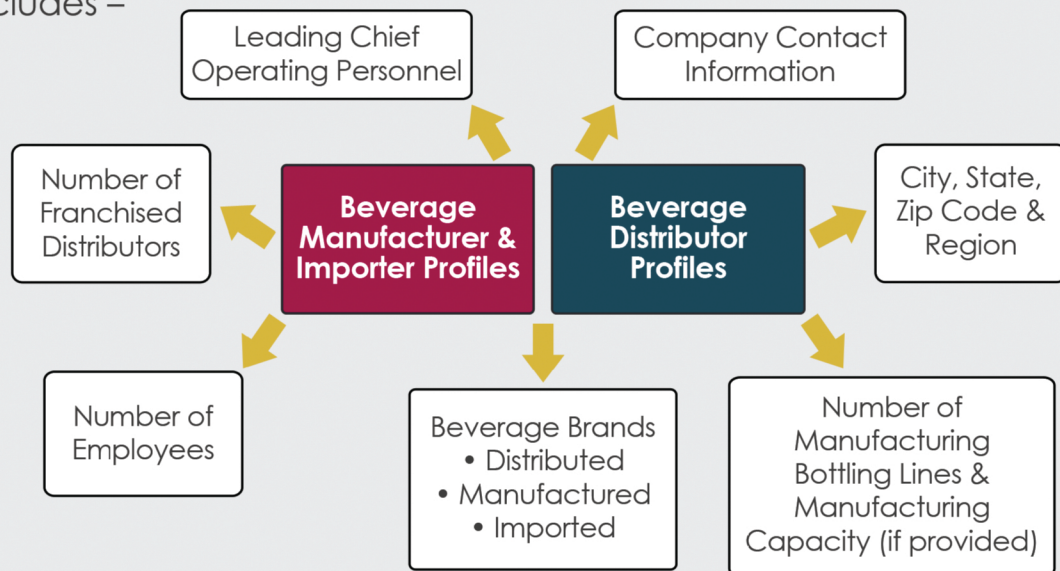 cludes –
Leading Chief
Operating Personnel
Company Contact
Information
Number of
Franchised
Distributors
Beverage
Manufacturer &
Importer Profiles
Beverage
Distributor
Profiles
City, State,
Zip Code &
Region
Number of
Employees
Beverage Brands
• Distributed
• Manufactured
• Imported
Number of
Manufacturing
Bottling Lines &
Manufacturing
Capacity (if provided)